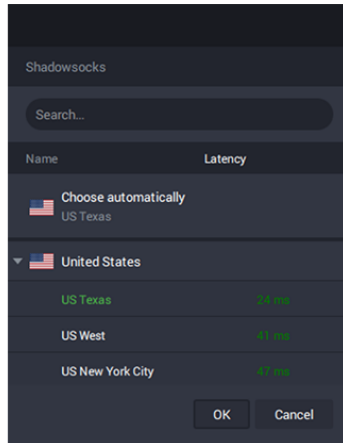 Shadowsocks
Search...
Name Latency
Choose automatically
US Texas
United States
US Texas 24 ms
US West 41 ms
US New York City 47 ms
OK Cancel